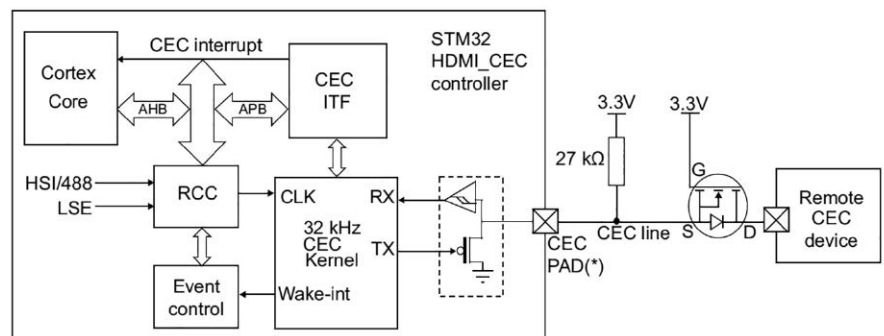 CEC interrupt
STM32
HDMI_CEC
controller
Cortex
Core
CEC
ITF
AHB
APB
3.3V
3.3V
27 kΩ
G
HSI/488
LSE
RCC
CLK
RX
32 kHz
CEC
Kernel
TX
CEC
PAD(*)
CEC line
S
D
Remote
CEC
device
Event
control
Wake-int